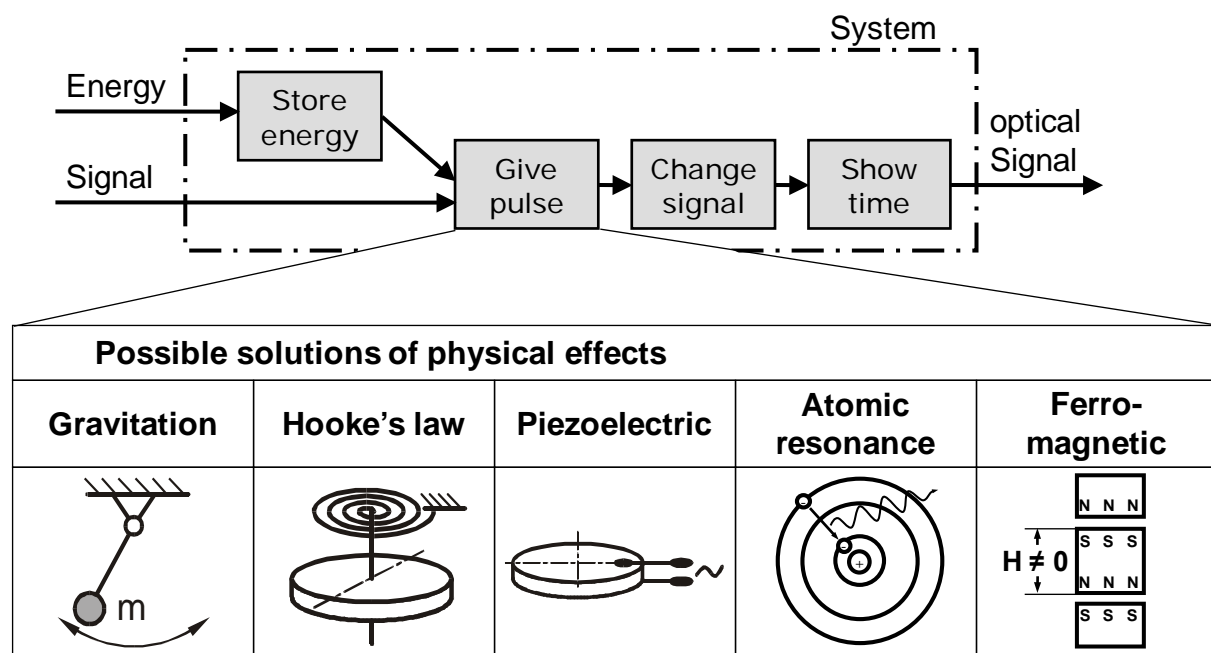 System
Energy
Store
energy
optical
Signal
Signal
Give
pulse
Change
signal
Show
time
Possible solutions of physical effects
Gravitation
Hooke's law
Piezoelectric
Atomic
resonance
Ferro-
magnetic
m
+
N N N
S S S
H ≠ 0
N N N
S S S